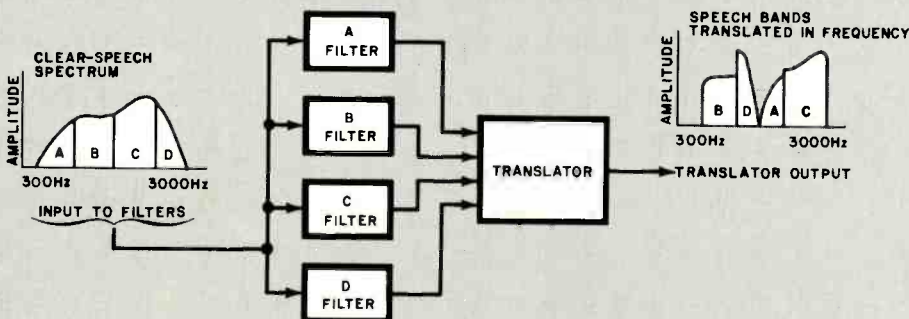 CLEAR-SPEECH
SPECTRUM
AMPLITUDE
A B C D
300Hz 3000Hz
INPUT TO FILTERS
A
FILTER
B
FILTER
C
FILTER
D
FILTER
TRANSLATOR
SPEECH BANDS
TRANSLATED IN FREQUENCY
AMPLITUDE
B D A C
300Hz 3000Hz
TRANSLATOR OUTPUT